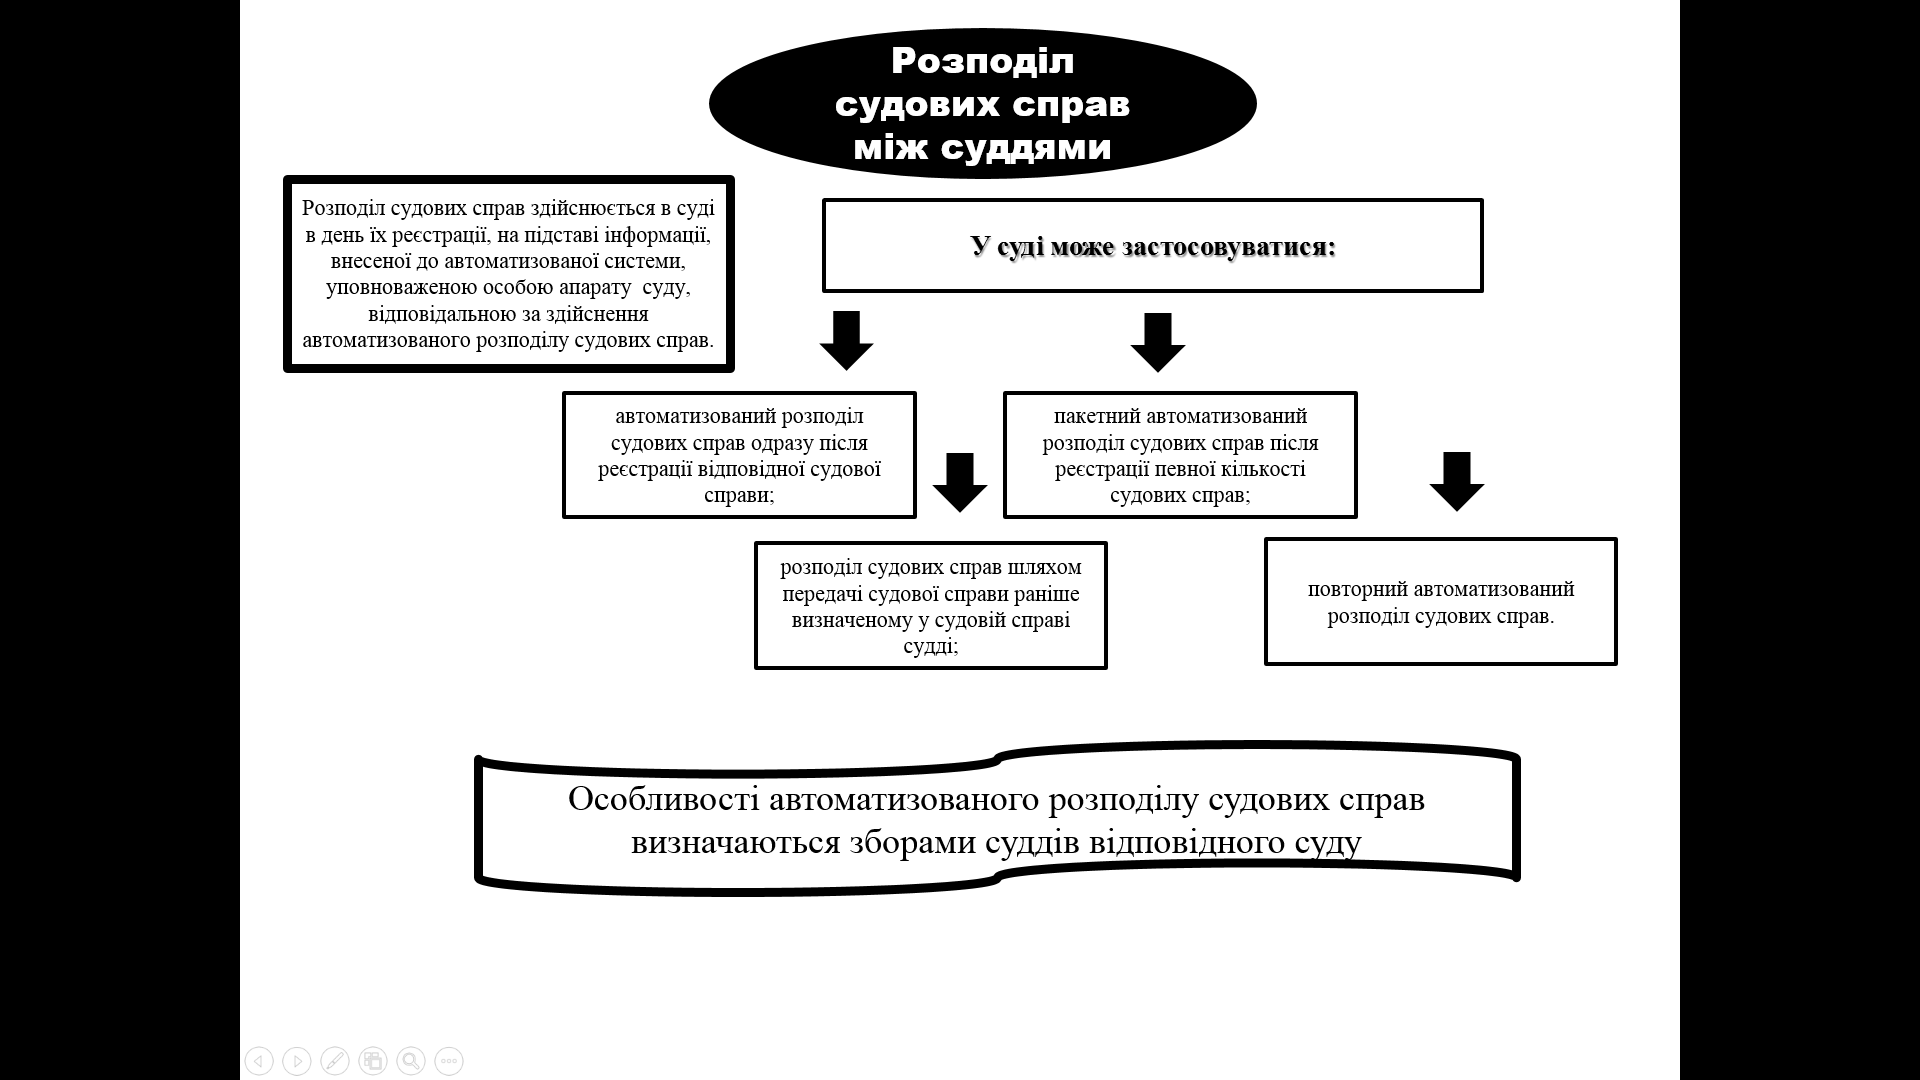 Розподіл
судових справ
між суддями
Розподіл судових справ здійснюється в суді
в день їх реєстрації, на підставі інформації,
внесеної до автоматизованої системи,
уповноваженою особою апарату  суду,
відповідальною за здійснення
автоматизованого розподілу судових справ.
У суді може застосовуватися:
автоматизований розподіл
судових справ одразу після
реєстрації відповідної судової
справи;
пакетний автоматизований
розподіл судових справ після
реєстрації певної кількості
судових справ;
розподіл судових справ шляхом
передачі судової справи раніше
визначеному у судовій справі
судді;
повторний автоматизований
розподіл судових справ.
Особливості автоматизованого розподілу судових справ
визначаються зборами суддів відповідного суду